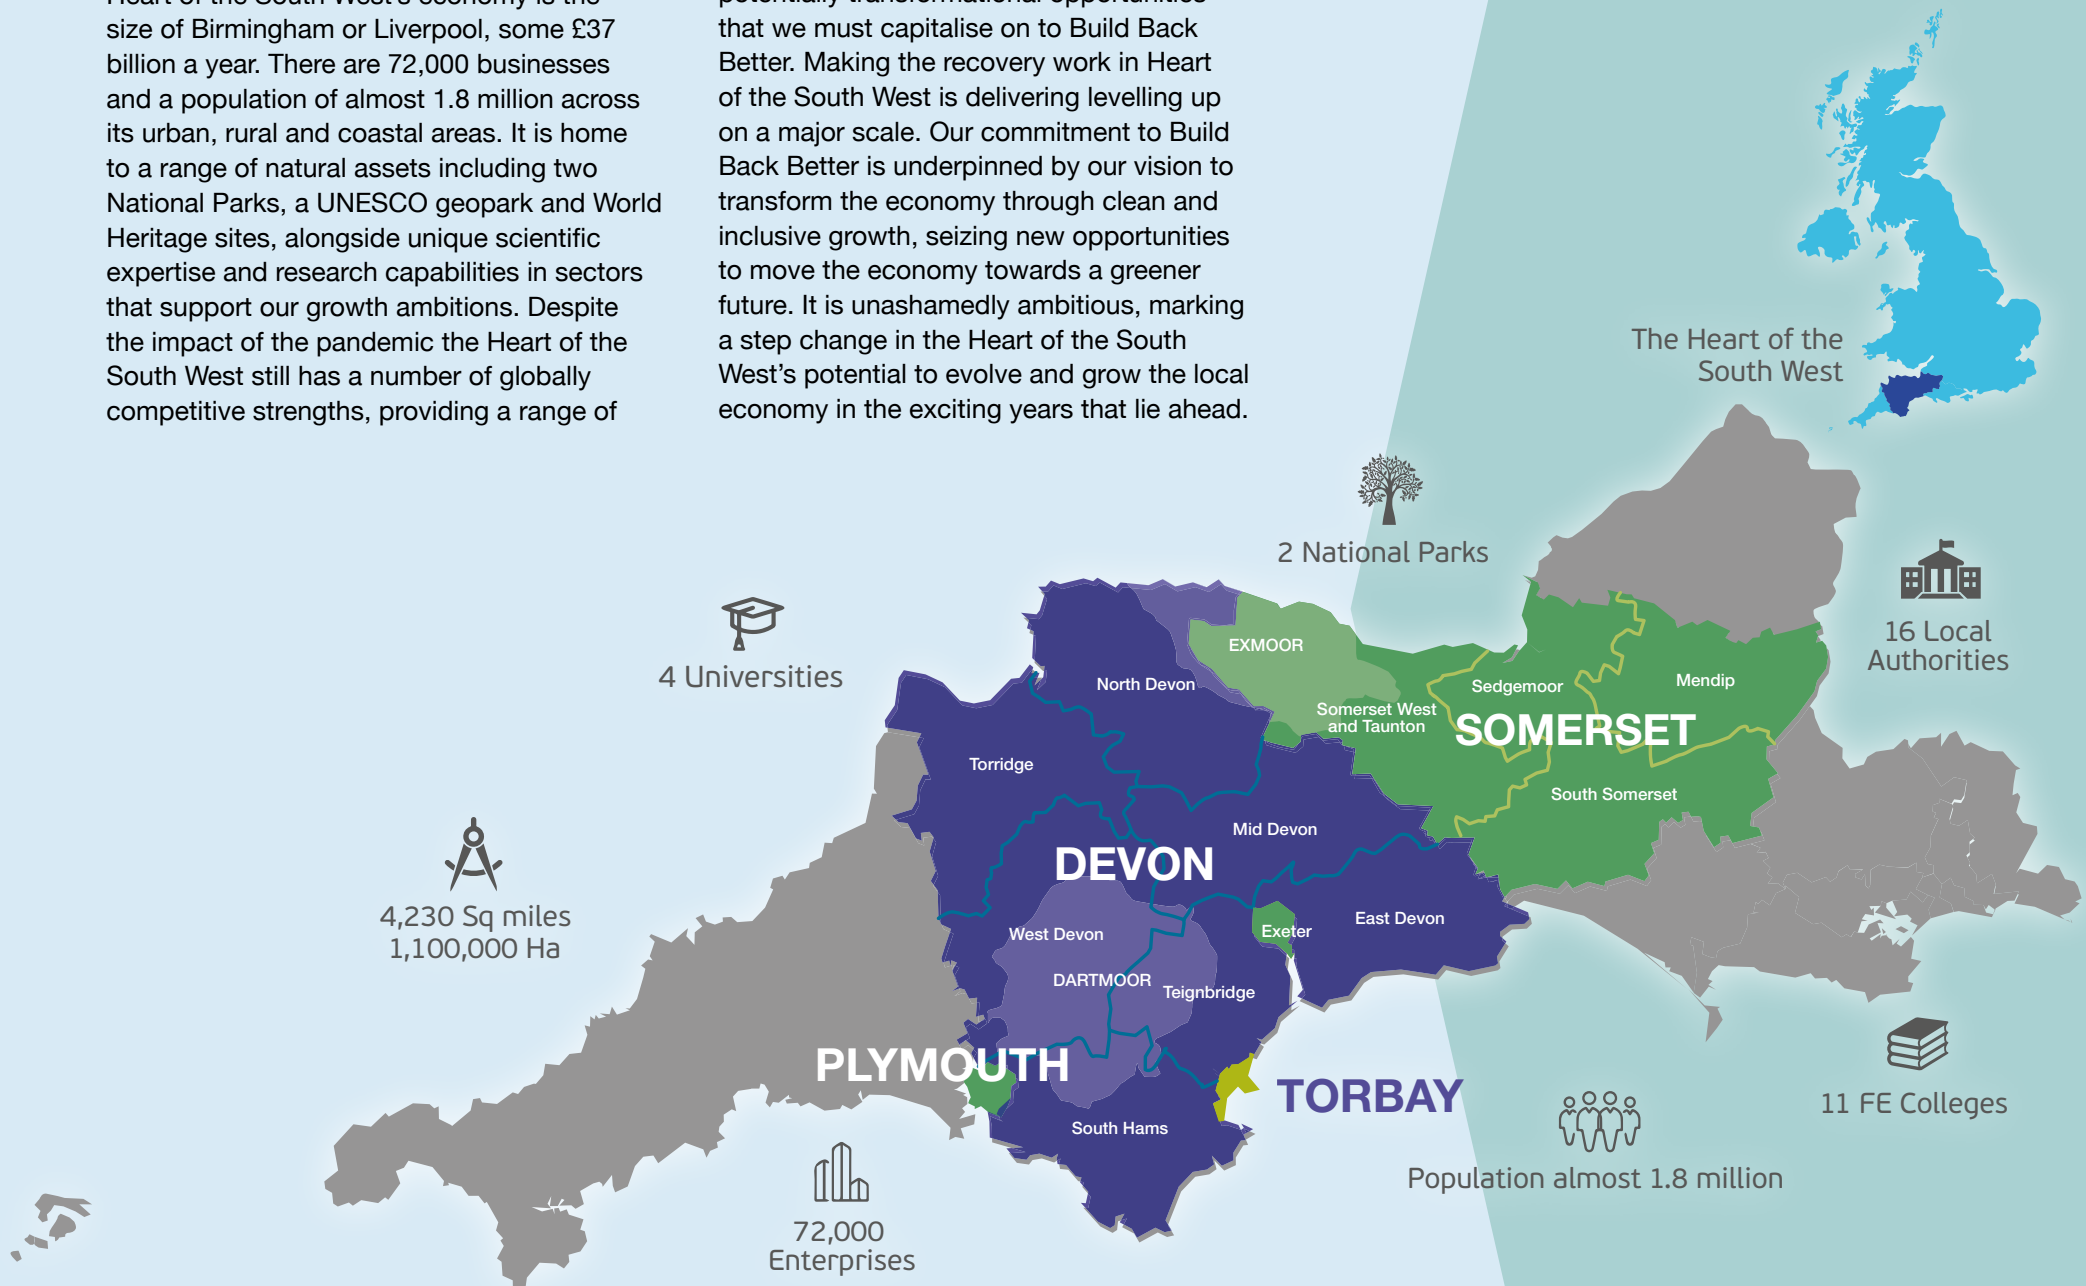 Heart of the South West's economy is the
size of Birmingham or Liverpool, some £37
billion a year. There are 72,000 businesses
and a population of almost 1.8 million across
its urban, rural and coastal areas. It is home
to a range of natural assets including two
National Parks, a UNESCO geopark and World
Heritage sites, alongside unique scientific
expertise and research capabilities in sectors
that support our growth ambitions. Despite
the impact of the pandemic the Heart of the
South West still has a number of globally
competitive strengths, providing a range of
potentially transformational opportunities
that we must capitalise on to Build Back
Better. Making the recovery work in Heart
of the South West is delivering levelling up
on a major scale. Our commitment to Build
Back Better is underpinned by our vision to
transform the economy through clean and
inclusive growth, seizing new opportunities
to move the economy towards a greener
future. It is unashamedly ambitious, marking
a step change in the Heart of the South
West's potential to evolve and grow the local
economy in the exciting years that lie ahead.
The Heart of the
South West
2 National Parks
16 Local
Authorities
4 Universities
EXMOOR
North Devon
Sedgemoor
Mendip
Somerset West
and Taunton
SOMERSET
Torridge
South Somerset
Mid Devon
DEVON
4,230 Sq miles
1,100,000 Ha
West Devon
Exeter
East Devon
DARTMOOR
Teignbridge
PLYMOUTH
TORBAY
11 FE Colleges
South Hams
Population almost 1.8 million
72,000
Enterprises